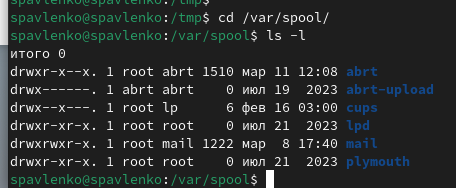 spavlenko@spavlenko:/tmp$
spavlenko@spavlenko:/tmp$ cd /var/spool/
spavlenko@spavlenko:/var/spool$ ls -l
итого 0
drwxr-x--x. 1 root abrt 1510 мар 11 12:08 abrt
drwx------. 1 abrt abrt    0 июл 19  2023 abrt-upload
drwx--x---. 1 root lp      6 фев 16 03:00 cups
drwxr-xr-x. 1 root root    0 июл 21  2023 lpd
drwxrwxr-x. 1 root mail 1222 мар  8 17:40 mail
drwxr-xr-x. 1 root root    0 июл 21  2023 plymouth
spavlenko@spavlenko:/var/spool$